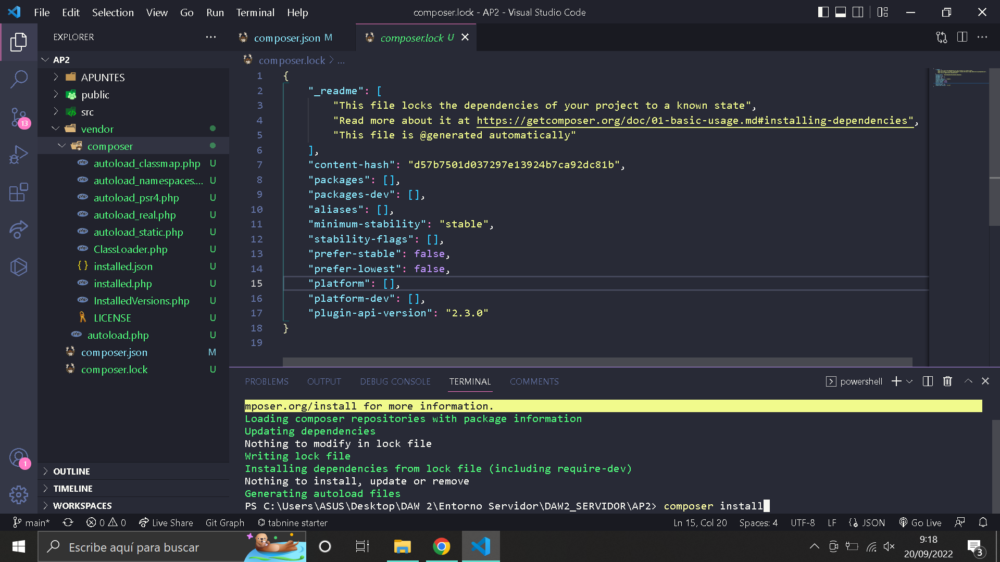 File Edit Selection View Go Run Terminal Help
composer.lock - AP2 - Visual Studio Code
EXPLORER
AP2
APUNTES
public
src
vendor
composer
autoload_classmap.php U
autoload_namespaces.... U
autoload_psr4.php U
autoload_real.php U
autoload_static.php U
ClassLoader.php U
installed.json U
installed.php U
InstalledVersions.php U
LICENSE U
autoload.php U
composer.json M
composer.lock U
OUTLINE
TIMELINE
WORKSPACES
13
1
composer.json M
composer.lock U
composer.lock > ...
1 {
2 "_readme": [
3 "This file locks the dependencies of your project to a known state",
4 "Read more about it at https://getcomposer.org/doc/01-basic-usage.md#installing-dependencies",
5 "This file is @generated automatically"
6 ],
7 "content-hash": "d57b7501d037297e13924b7ca92dc81b",
8 "packages": [],
9 "packages-dev": [],
10 "aliases": [],
11 "minimum-stability": "stable",
12 "stability-flags": [],
13 "prefer-stable": false,
14 "prefer-lowest": false,
15 "platform": [],
16 "platform-dev": [],
17 "plugin-api-version": "2.3.0"
18 }
19
PROBLEMS OUTPUT DEBUG CONSOLE TERMINAL COMMENTS
powershell
mposer.org/install for more information.
Loading composer repositories with package information
Updating dependencies
Nothing to modify in lock file
Writing lock file
Installing dependencies from lock file (including require-dev)
Nothing to install, update or remove
Generating autoload files
PS C:\Users\ASUS\Desktop\DAW 2\Entorno Servidor\DAW2_SERVIDOR\AP2> composer install
main* 0 0 Live Share Git Graph tabnine starter
Ln 15, Col 20 Spaces: 4 UTF-8 LF JSON Go Live
Escribe aquí para buscar
9:18
20/09/2022
3